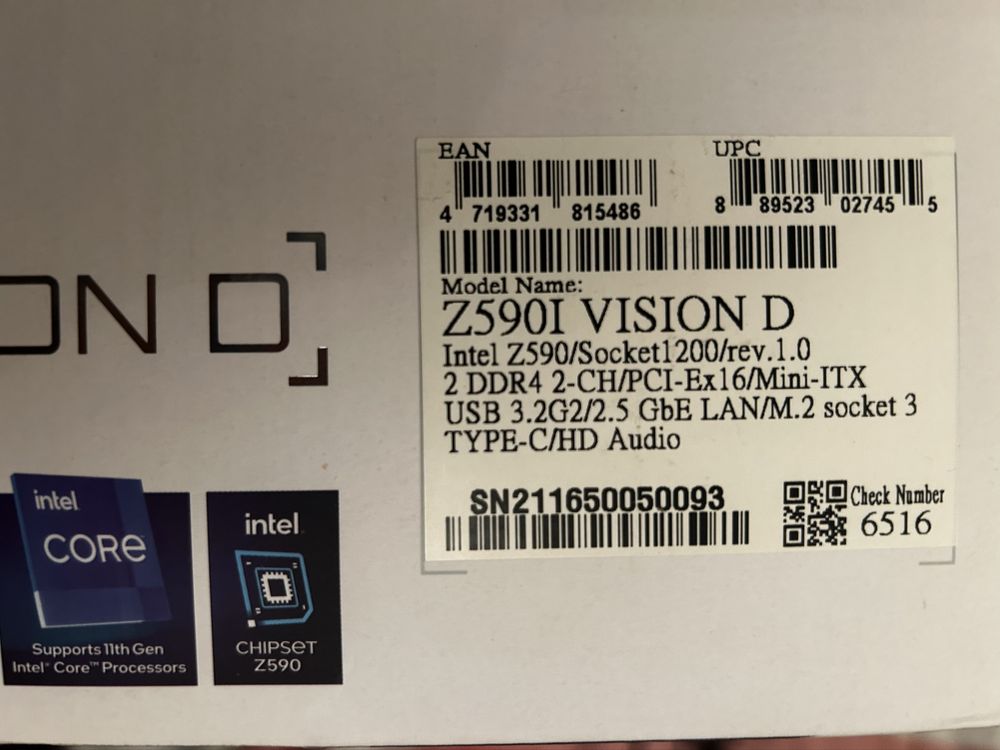 EAN
UPC
4 719331 815486
8 89523 02745 5
Model Name:
Z590I VISION D
Intel Z590/Socket1200/rev.1.0
2 DDR4 2-CH/PCI-Ex16/Mini-ITX
USB 3.2G2/2.5 GbE LAN/M.2 socket 3
TYPE-C/HD Audio
SN211650050093
Check Number
6516
ON D
intel
CORE
Supports 11th Gen
Intel® Core™ Processors
intel.
CHIPSET
Z590